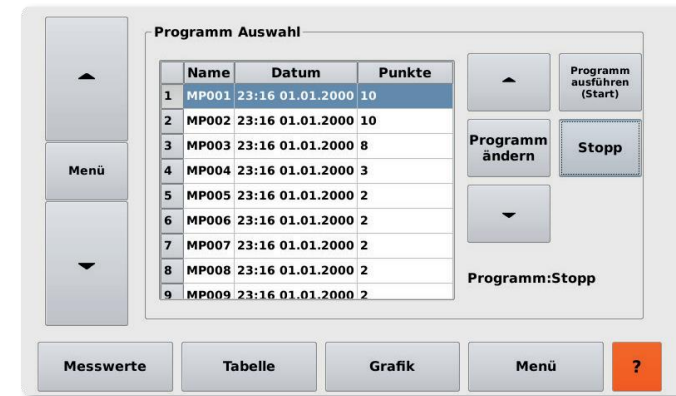 Programm Auswahl
Name Datum Punkte
1 MP001 23:16 01.01.2000 10
2 MP002 23:16 01.01.2000 10
3 MP003 23:16 01.01.2000 8
4 MP004 23:16 01.01.2000 3
5 MP005 23:16 01.01.2000 2
6 MP006 23:16 01.01.2000 2
7 MP007 23:16 01.01.2000 2
8 MP008 23:16 01.01.2000 2
9 MP009 23:16 01.01.2000 2
Menü
Programm
ändern
Programm
ausführen
(Start)
Stopp
Programm:Stopp
Messwerte
Tabelle
Grafik
Menü
?